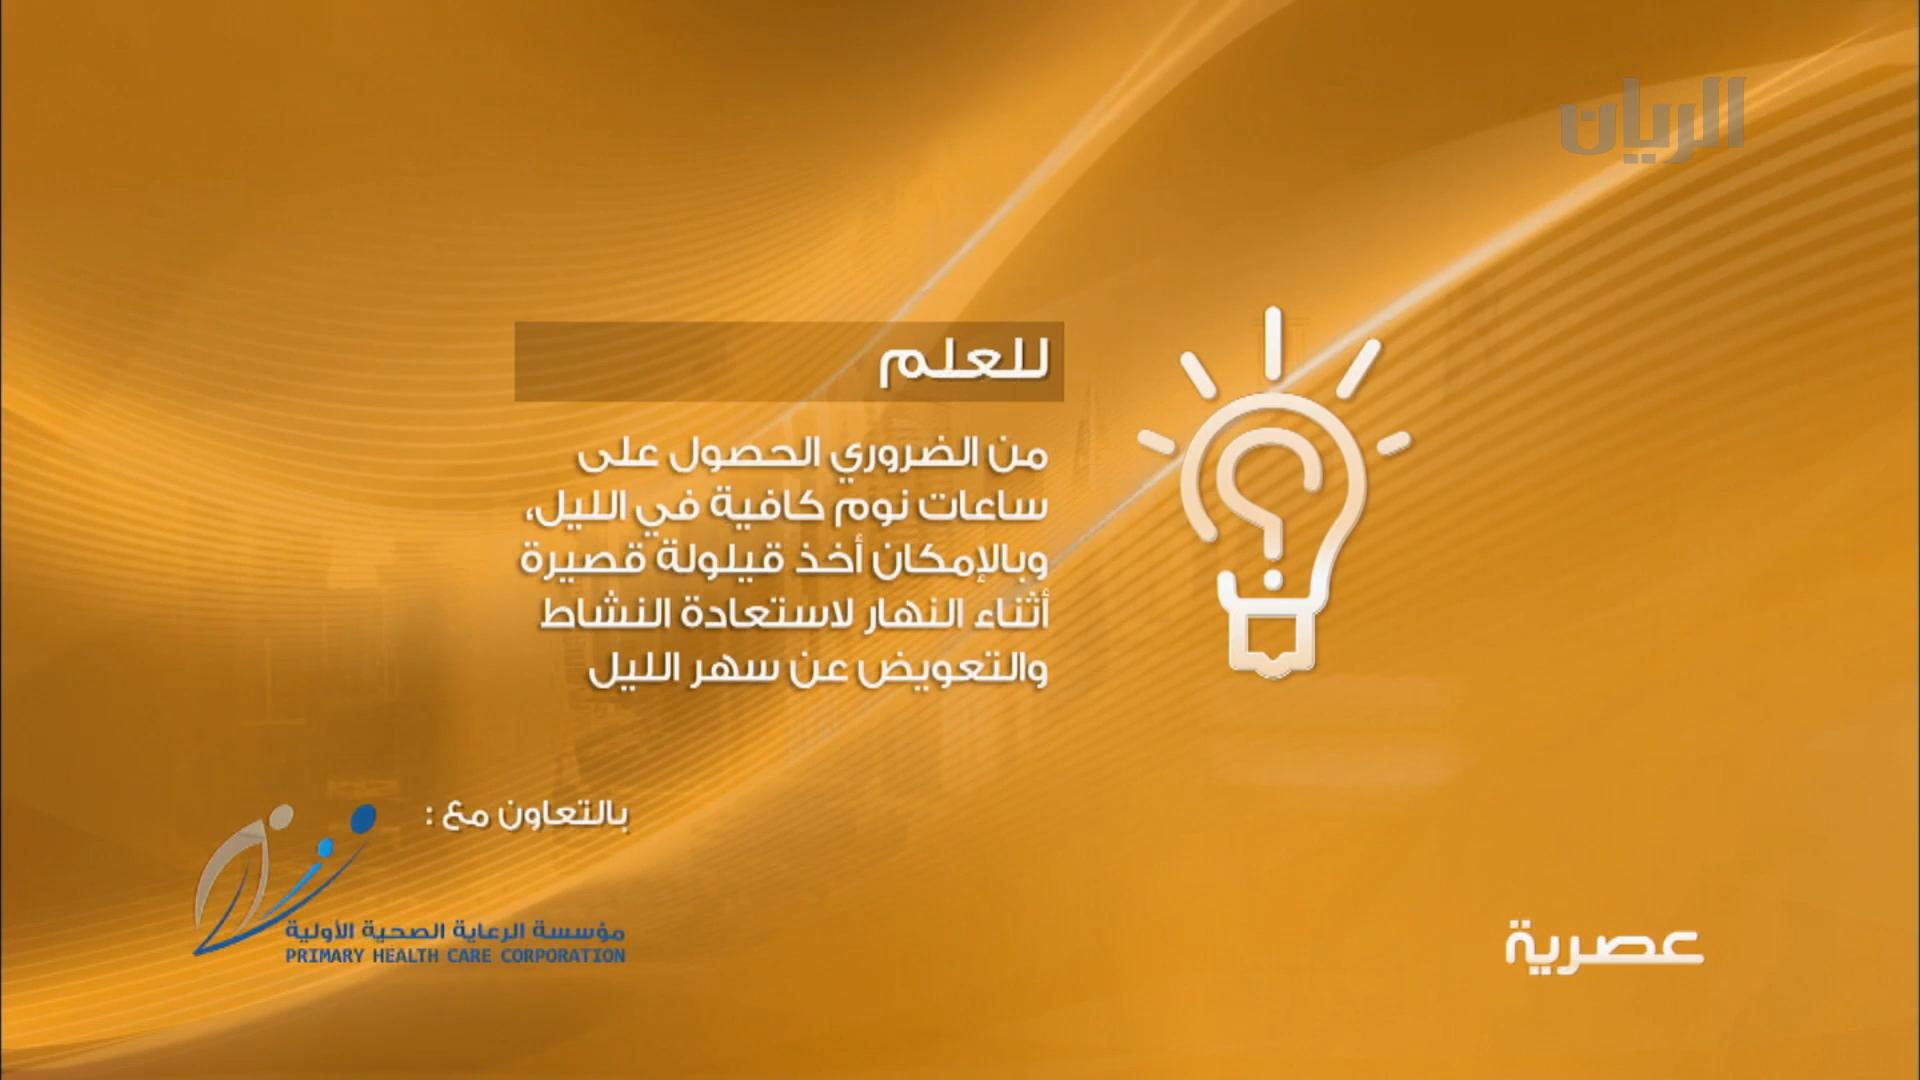 الريان
للعلم
من الضروري الحصول على
ساعات نوم كافية في الليل،
وبالإمكان أخذ قيلولة قصيرة
أثناء النهار لاستعادة النشاط
والتعويض عن سهر الليل
بالتعاون مع :
مؤسسة الرعاية الصحية الأولية
PRIMARY HEALTH CARE CORPORATION
عصرية